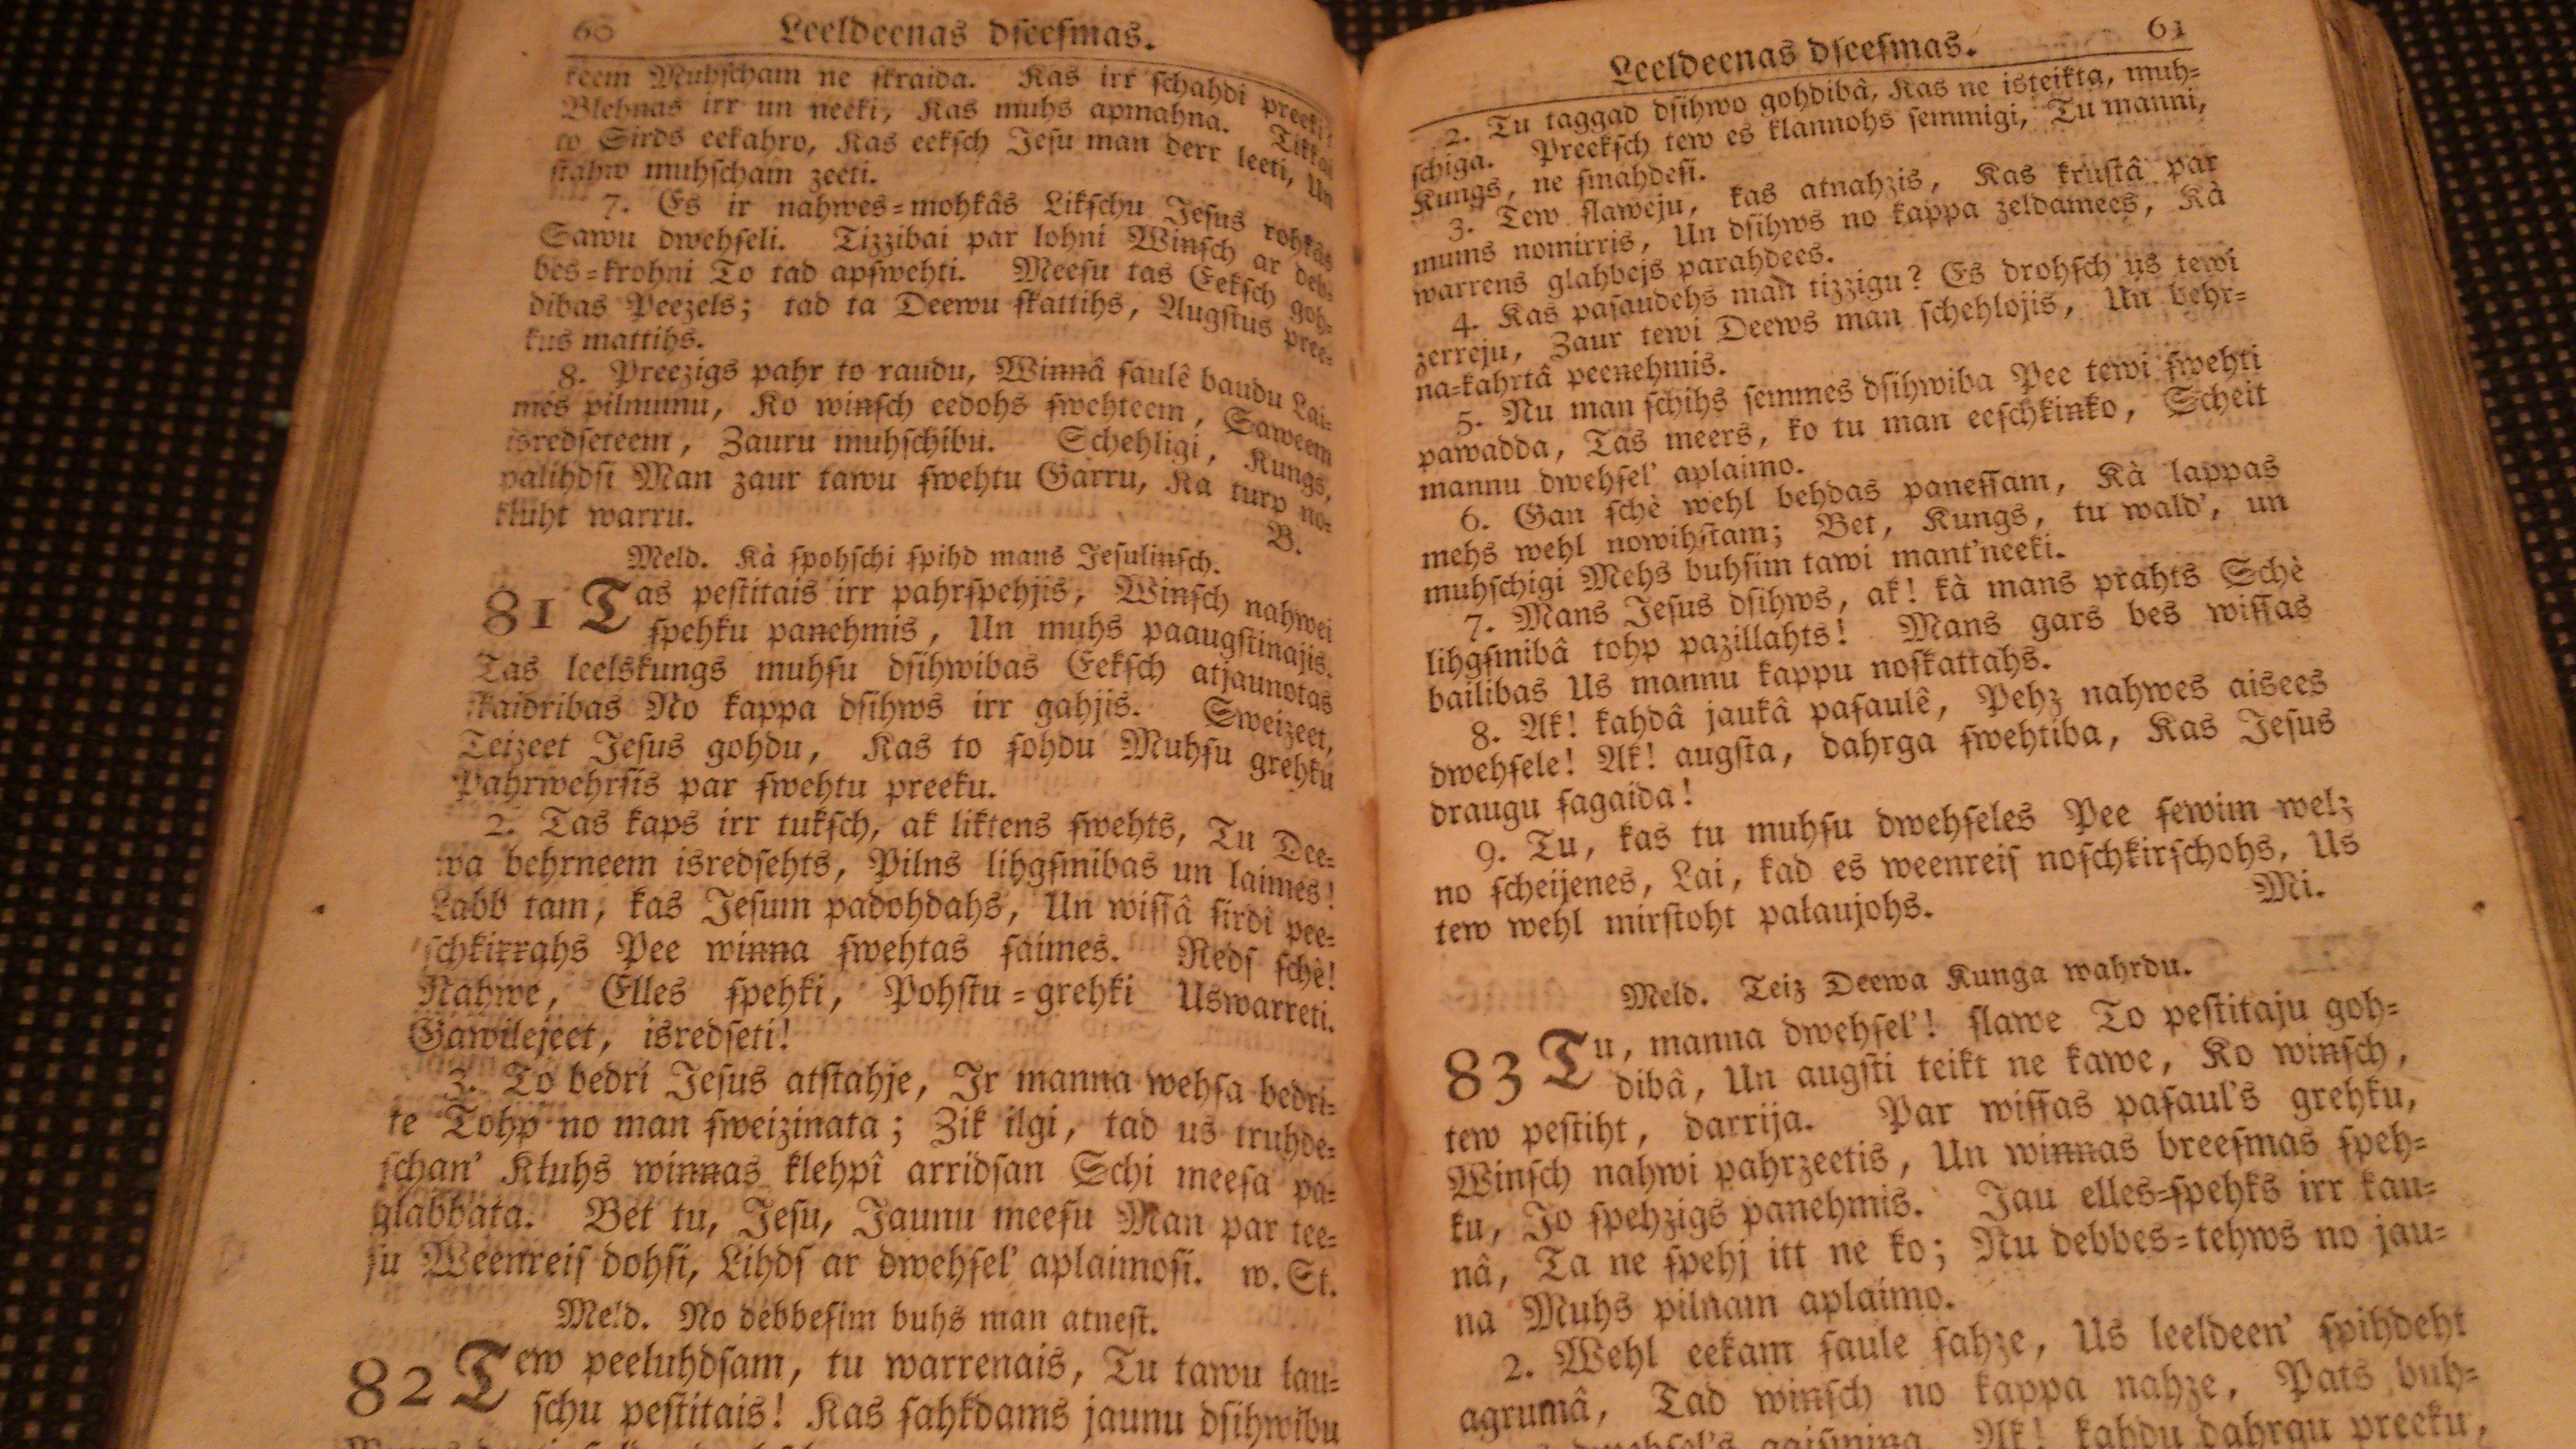 60 Leeldeenas dſeeſmas.
keem Muhſcham ne ſkraida. Kas irr ſchahdi preeki!
Blehnas irr un neeki, Kas muhs apmahna. Tikkai
w Sirds eekahro, Kas eekſch Jeſu man derr leeti, Un
ſtahw muhſcham zeeti.
7. Es ir nahwes=mohkâs Likſchu Jeſus rohkâs
Sawu dwehſeli. Tizzibai par lohni Winſch ar deb=
bes=krohni To tad apſwehti. Meeſu tas Eekſch goh=
dibas Peezels; tad ta Deewu ſkattihs, Augſtus pree=
kus mattihs.
8. Preezigs pahr to raudu, Winnâ ſaulê baudu Lai=
mes pilnumu, Ko winſch eedohs ſwehteem, Saweem
isredſeteem, Zauru muhſchibu. Schehligi, Kungs,
palihdſi Man zaur tawu ſwehtu Garru, Ka turp no=
kluht warru.
B.
Meld. Kà ſpohſchi ſpihd mans Jeſulinſch.
81 Tas peſtitais irr pahrſpehjis, Winſch nahwei
ſpehku panehmis, Un muhs paaugſtinajis.
Tas leelskungs muhſu dſihwibas Eekſch atjaunotas
ſkaidribas No kappa dſihws irr gahjis. Sweizeet,
Teizeet Jeſus gohdu, Kas to ſohdu Muhſu grehku
Pahrwehrſis par ſwehtu preeku.
2. Tas kaps irr tukſch, ak liktens ſwehts, Tu Dee=
wa behrneem isredſehts, Pilns lihgſmibas un laimes!
Labb tam, kas Jeſum padohdahs, Un wiſſâ ſirdi pee=
ſchkirrahs Pee winna ſwehtas ſaimes. Redſ ſchê!
Nahwe, Elles ſpehki, Pohſtu=grehki Uswarreti.
Gawilejeet, isredſeti!
3. To bedri Jeſus atſtahje, Ir manna wehſa bedri=
te Tohp no man ſweizinata; Zik ilgi, tad us truhde=
ſchan' Kluhs winnas klehpî arridſan Schi meeſa pa=
glabbata. Bet tu, Jeſu, Jaunu meeſu Man par tee=
ſu Weenreiſ dohſi, Lihdſ ar dwehſel' aplaimoſi. w. St.
Meld. No debbeſim buhs man atneſt.
82 Tew peeluhdſam, tu warrenais, Tu tawu lau=
ſchu peſtitais! Kas ſahkdams jaunu dſihwibu
Leeldeenas dſeeſmas. 61
2. Tu taggad dſihwo gohdibâ, Kas ne isteikta, muh=
ſchiga. Preekſch tew es klannohs ſemmigi, Tu manni,
Kungs, ne ſmahdeſi.
3. Tew ſlaweju, kas atnahzis, Kas kruſtâ par
mums nomirris, Un dſihws no kappa zeldamees, Kà
warrens glahbejs parahdees.
4. Kas paſaudehs man tizzigu? Es drohſch us tewi
zerreju, Zaur tewi Deews man ſchehlojis, Un behr=
na=kahrtâ peenehmis.
5. Nu man ſchihs ſemmes dſihwiba Pee tewi ſwehti
pawadda, Tas meers, ko tu man eeſchkinko, Scheit
mannu dwehſel' aplaimo.
6. Gan ſchè wehl behdas paneſſam, Kà lappas
mehs wehl nowihſtam; Bet, Kungs, tu wald', un
muhſchigi Mehs buhſim tawi mant'neeki.
7. Mans Jeſus dſihws, ak! kà mans prahts Schè
lihgſmibâ tohp pazillahts! Mans gars bes wiſſas
bailibas Us mannu kappu noſkattahs.
8. Ak! kahdâ jaukâ paſaulê, Pehz nahwes aisees
dwehſele! Ak! augſta, dahrga ſwehtiba, Kas Jeſus
draugu ſagaida!
9. Tu, kas tu muhſu dwehſeles Pee ſewim welz
no ſcheijenes, Lai, kad es weenreiſ noſchkirſchohs, Us
tew wehl mirſtoht palaujohs. Mi.
Meld. Teiz Deewa Kunga wahrdu.
83 Tu, manna dwehſel'! ſlawe To peſtitaju goh=
dibâ, Un augſti teikt ne kawe, Ko winſch,
tew peſtiht, darrija. Par wiſſas paſaul's grehku,
Winſch nahwi pahrzeetis, Un winnas breeſmas ſpeh=
ku, Jo ſpehzigs panehmis. Jau elles=ſpehks irr kau=
nâ, Ta ne ſpehj itt ne ko; Nu debbes=tehws no jau=
na Muhs pilnam aplaimo.
2. Wehl eekam ſaule ſahze, Us leeldeen' ſpihdeht
agrumâ, Tad winſch no kappa nahze, Pats buh=
Ak! kahdu dahrgu preeku,